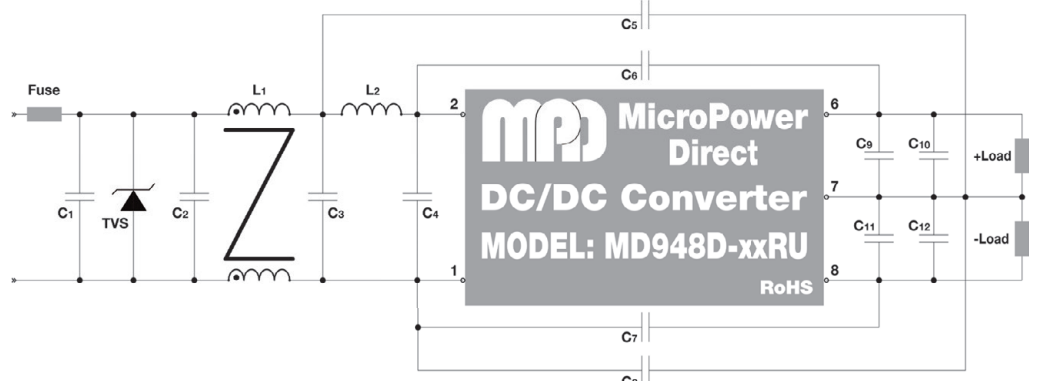 C5
C6
Fuse
L1
L2
2
6
MPD
MicroPower
Direct
C9
C10
+Load
DC/DC Converter
7
C1
TVS
C2
C3
C4
C11
C12
-Load
MODEL: MD948D-xxRU
1
8
RoHS
C7